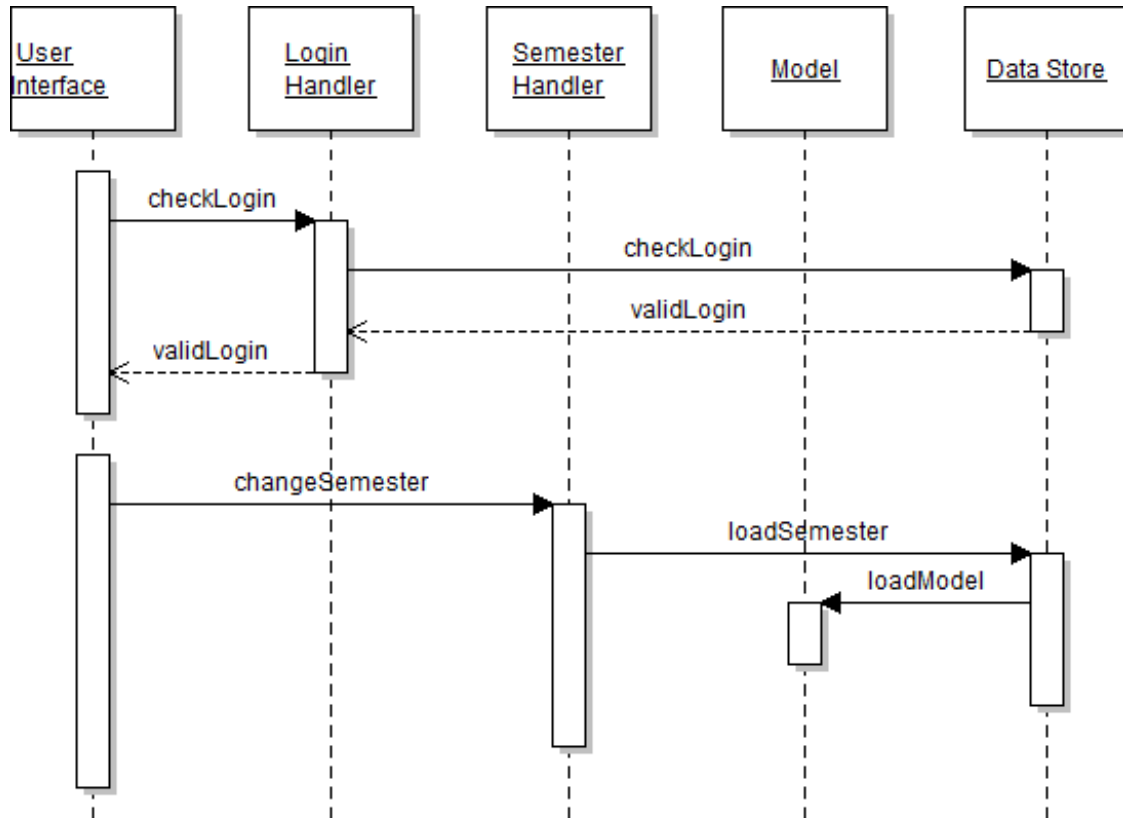 User
Interface
Login
Handler
Semester
Handler
Model
Data Store
checkLogin
checkLogin
validLogin
validLogin
changeSemester
loadSemester
loadModel